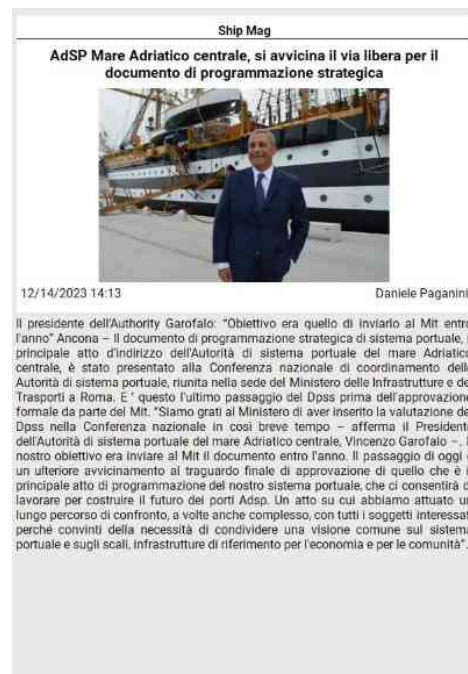 Ship Mag
AdSP Mare Adriatico centrale, si avvicina il via libera per il
documento di programmazione strategica
12/14/2023 14:13 Daniele Paganini
Il presidente dell'Authority Garofalo: "Obiettivo era quello di inviarlo al Mit entro
l'anno" Ancona – Il documento di programmazione strategica di sistema portuale,
principale atto d'indirizzo dell'Autorità di sistema portuale del mare Adriatico
centrale, è stato presentato alla Conferenza nazionale di coordinamento delle
Autorità di sistema portuale, riunita nella sede del Ministero delle Infrastrutture e dei
Trasporti a Roma. E ' questo l'ultimo passaggio del Dpss prima dell'approvazione
formale da parte del Mit. "Siamo grati al Ministero di aver inserito la valutazione del
Dpss nella Conferenza nazionale in così breve tempo – afferma il Presidente
dell'Autorità di sistema portuale del mare Adriatico centrale, Vincenzo Garofalo –.
nostro obiettivo era inviare al Mit il documento entro l'anno. Il passaggio di oggi è
un ulteriore avvicinamento al traguardo finale di approvazione di quello che è
principale atto di programmazione del nostro sistema portuale, che ci consentirà di
lavorare per costruire il futuro dei porti Adsp. Un atto su cui abbiamo attuato un
lungo percorso di confronto, a volte anche complesso, con tutti i soggetti interessati
perché convinti della necessità di condividere una visione comune sul sistema
portuale e sugli scali, infrastrutture di riferimento per l'economia e per le comunità".